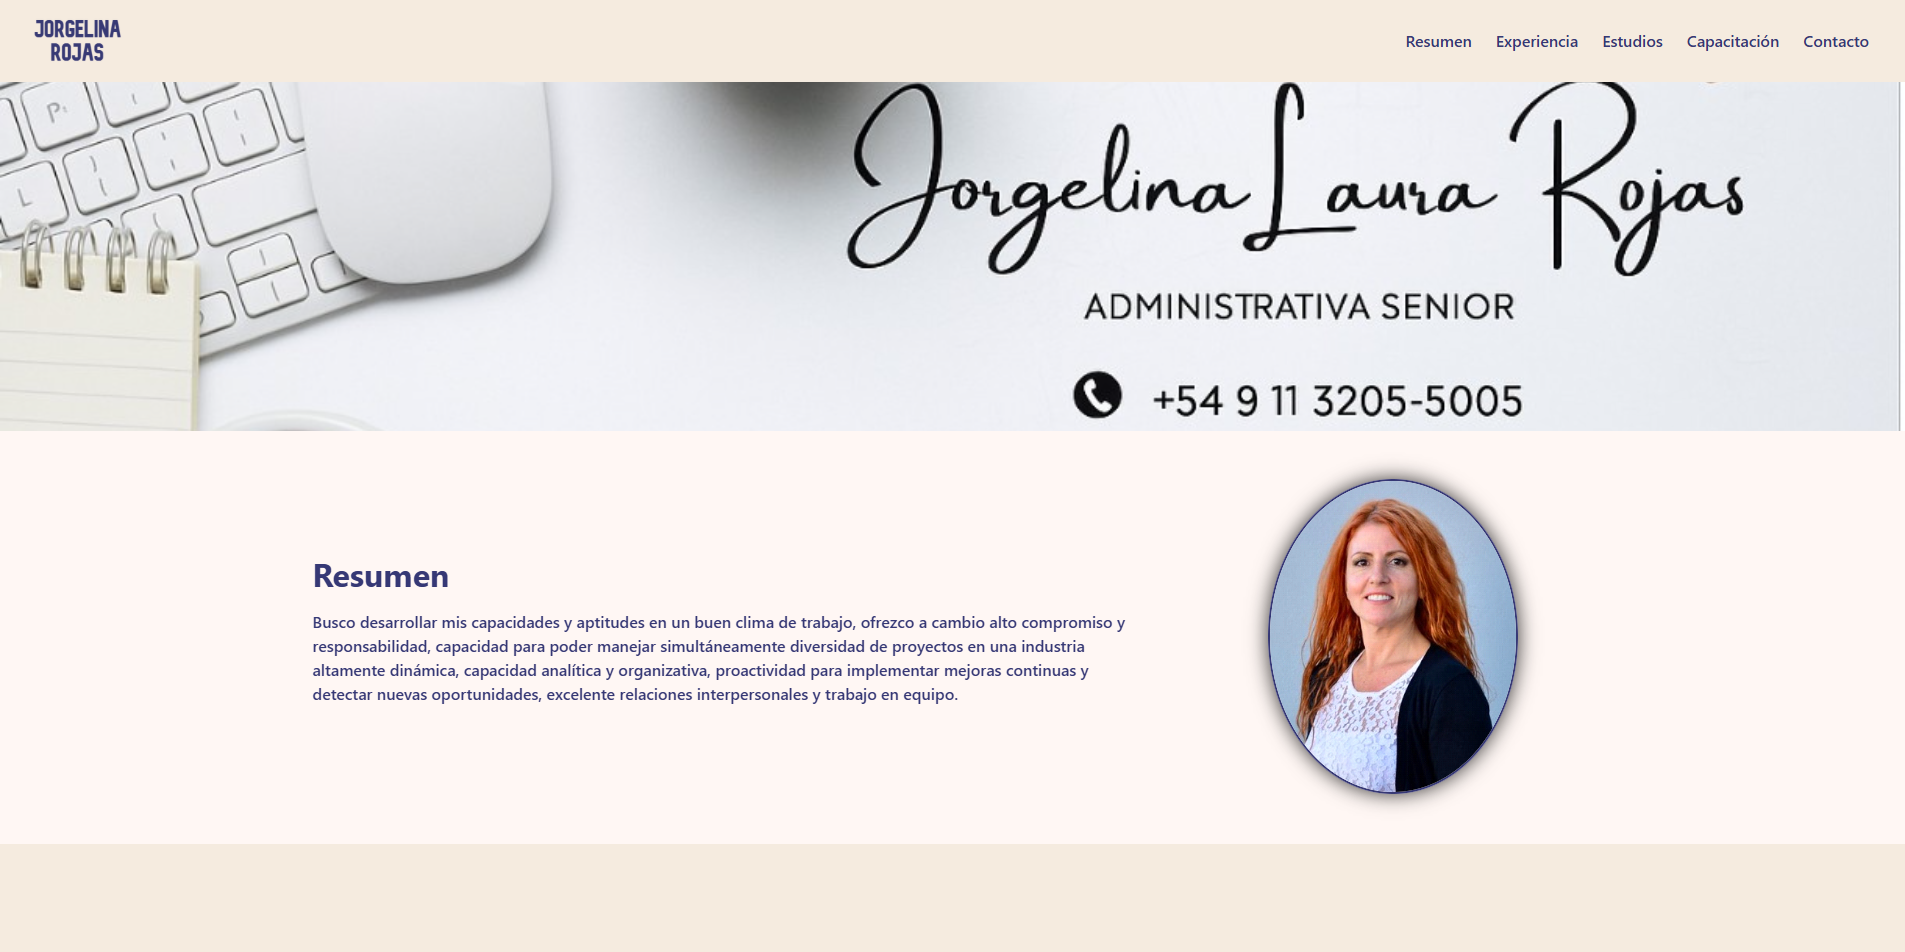 JORGELINA
ROJAS
Resumen Experiencia Estudios Capacitación Contacto
Jorgelina Laura Rojas
ADMINISTRATIVA SENIOR
+54 9 11 3205-5005
Resumen
Busco desarrollar mis capacidades y aptitudes en un buen clima de trabajo, ofrezco a cambio alto compromiso y
responsabilidad, capacidad para poder manejar simultáneamente diversidad de proyectos en una industria
altamente dinámica, capacidad analítica y organizativa, proactividad para implementar mejoras continuas y
detectar nuevas oportunidades, excelente relaciones interpersonales y trabajo en equipo.